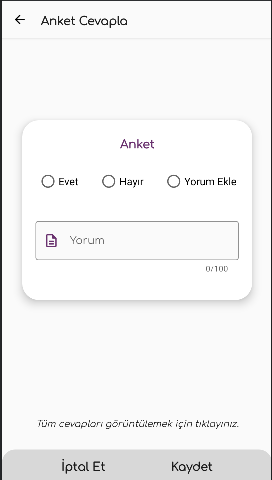 Anket Cevapla
Anket
Evet Hayır Yorum Ekle
Yorum
0/100
Tüm cevapları görüntülemek için tıklayınız.
İptal Et Kaydet